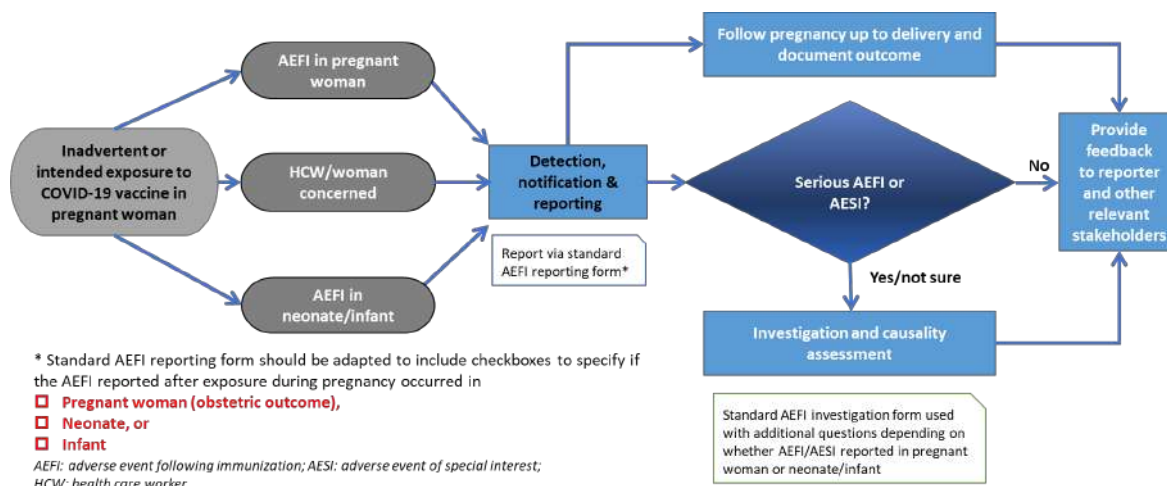 AEFI in pregnant
woman
Inadvertent or
intended exposure to
COVID-19 vaccine in
pregnant woman
HCW/woman
concerned
AEFI in
neonate/infant
Detection,
notification &
reporting
Report via standard
AEFI reporting form*
Follow pregnancy up to delivery and
document outcome
Serious AEFI or
AESI?
No
Yes/not sure
Provide
feedback
to reporter
and other
relevant
stakeholders
Investigation and causality
assessment
Standard AEFI investigation form used
with additional questions depending on
whether AEFI/AESI reported in pregnant
woman or neonate/infant
* Standard AEFI reporting form should be adapted to include checkboxes to specify if
the AEFI reported after exposure during pregnancy occurred in
Pregnant woman (obstetric outcome),
Neonate, or
Infant
AEFI: adverse event following immunization; AESI: adverse event of special interest;
HCW: health care worker